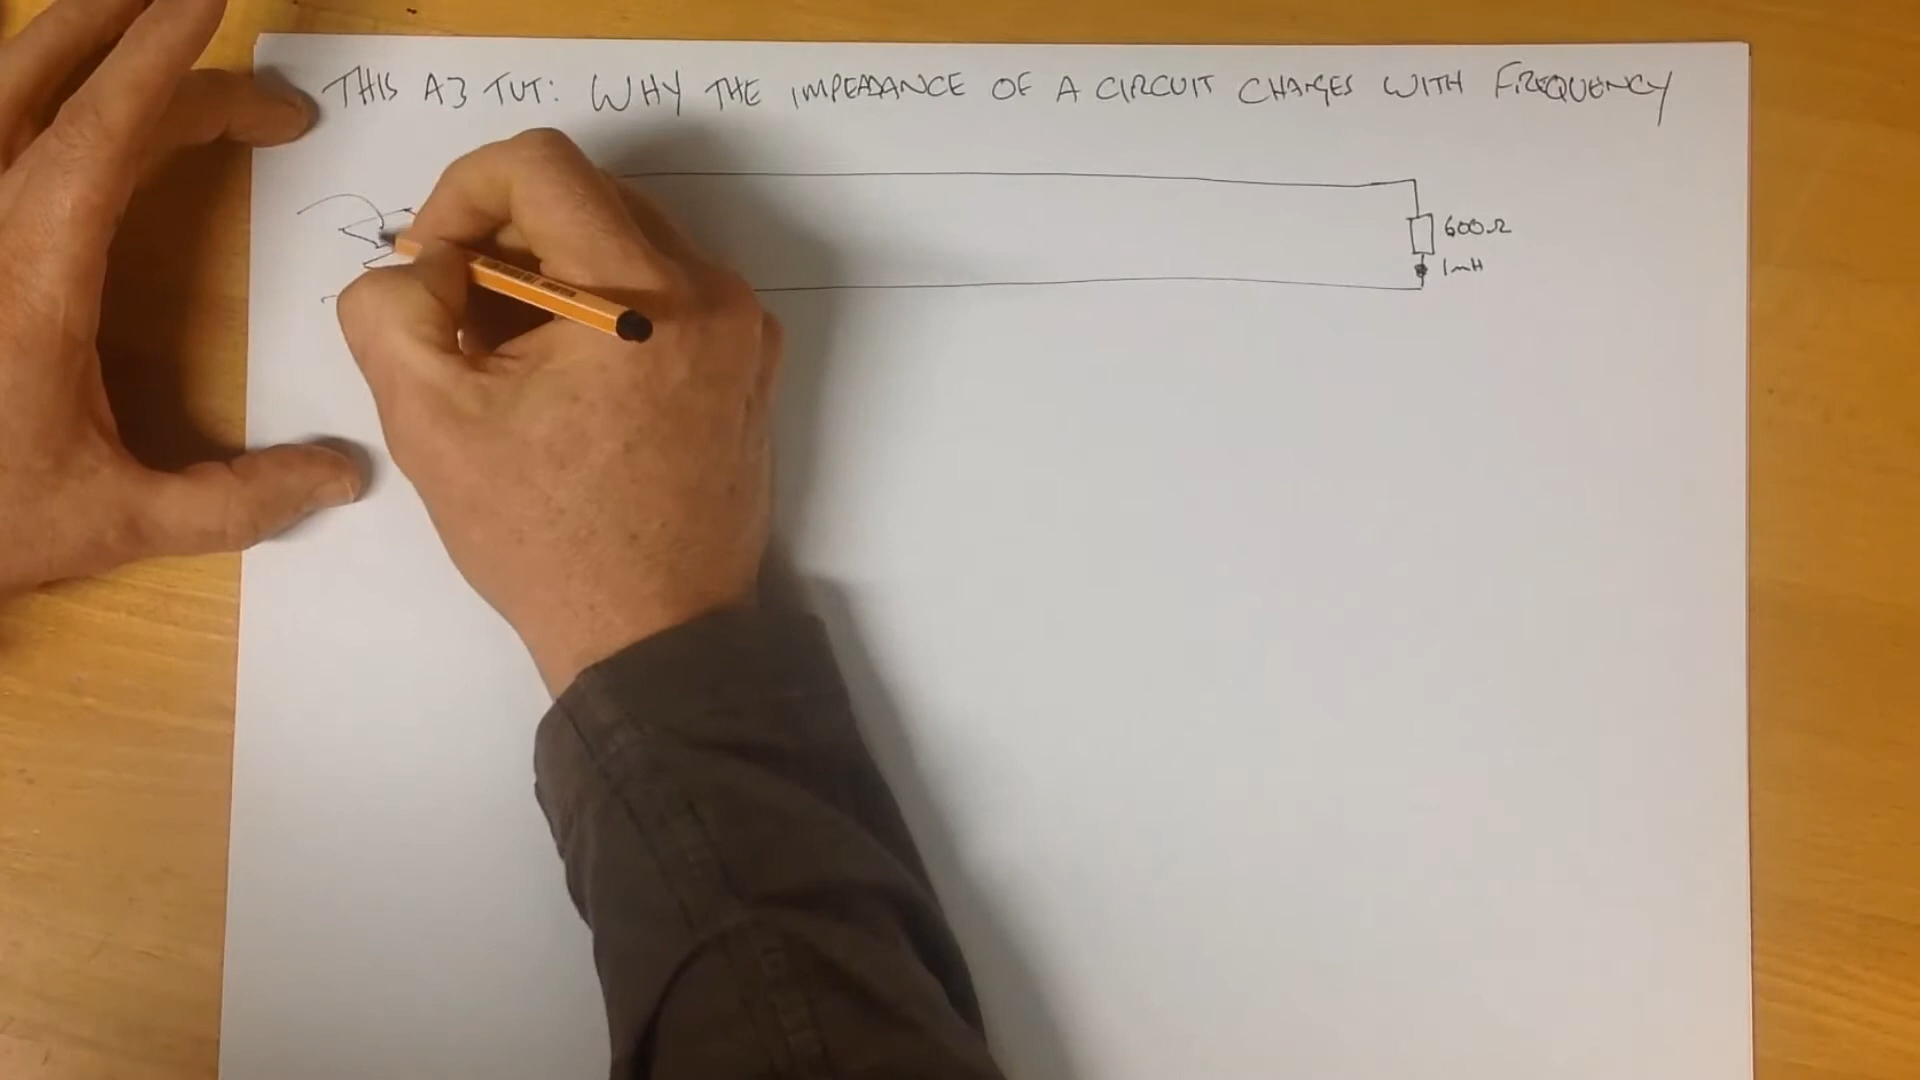 THIS A3 TUT: WHY THE IMPEDANCE OF A CIRCUIT CHANGES WITH FREQUENCY
600Ω
1mH